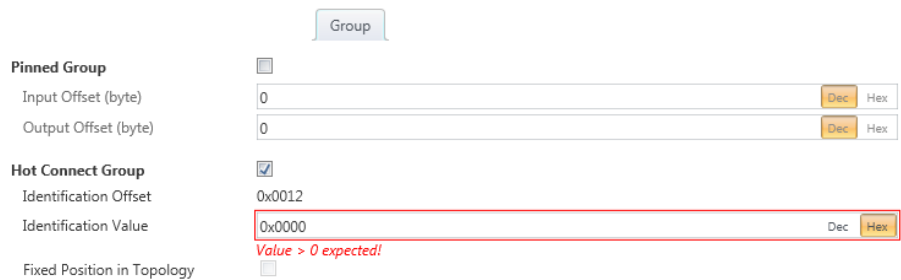 Group
Pinned Group
Input Offset (byte) 0 Dec Hex
Output Offset (byte) 0 Dec Hex
Hot Connect Group
Identification Offset 0x0012
Identification Value 0x0000 Dec Hex
Value > 0 expected!
Fixed Position in Topology